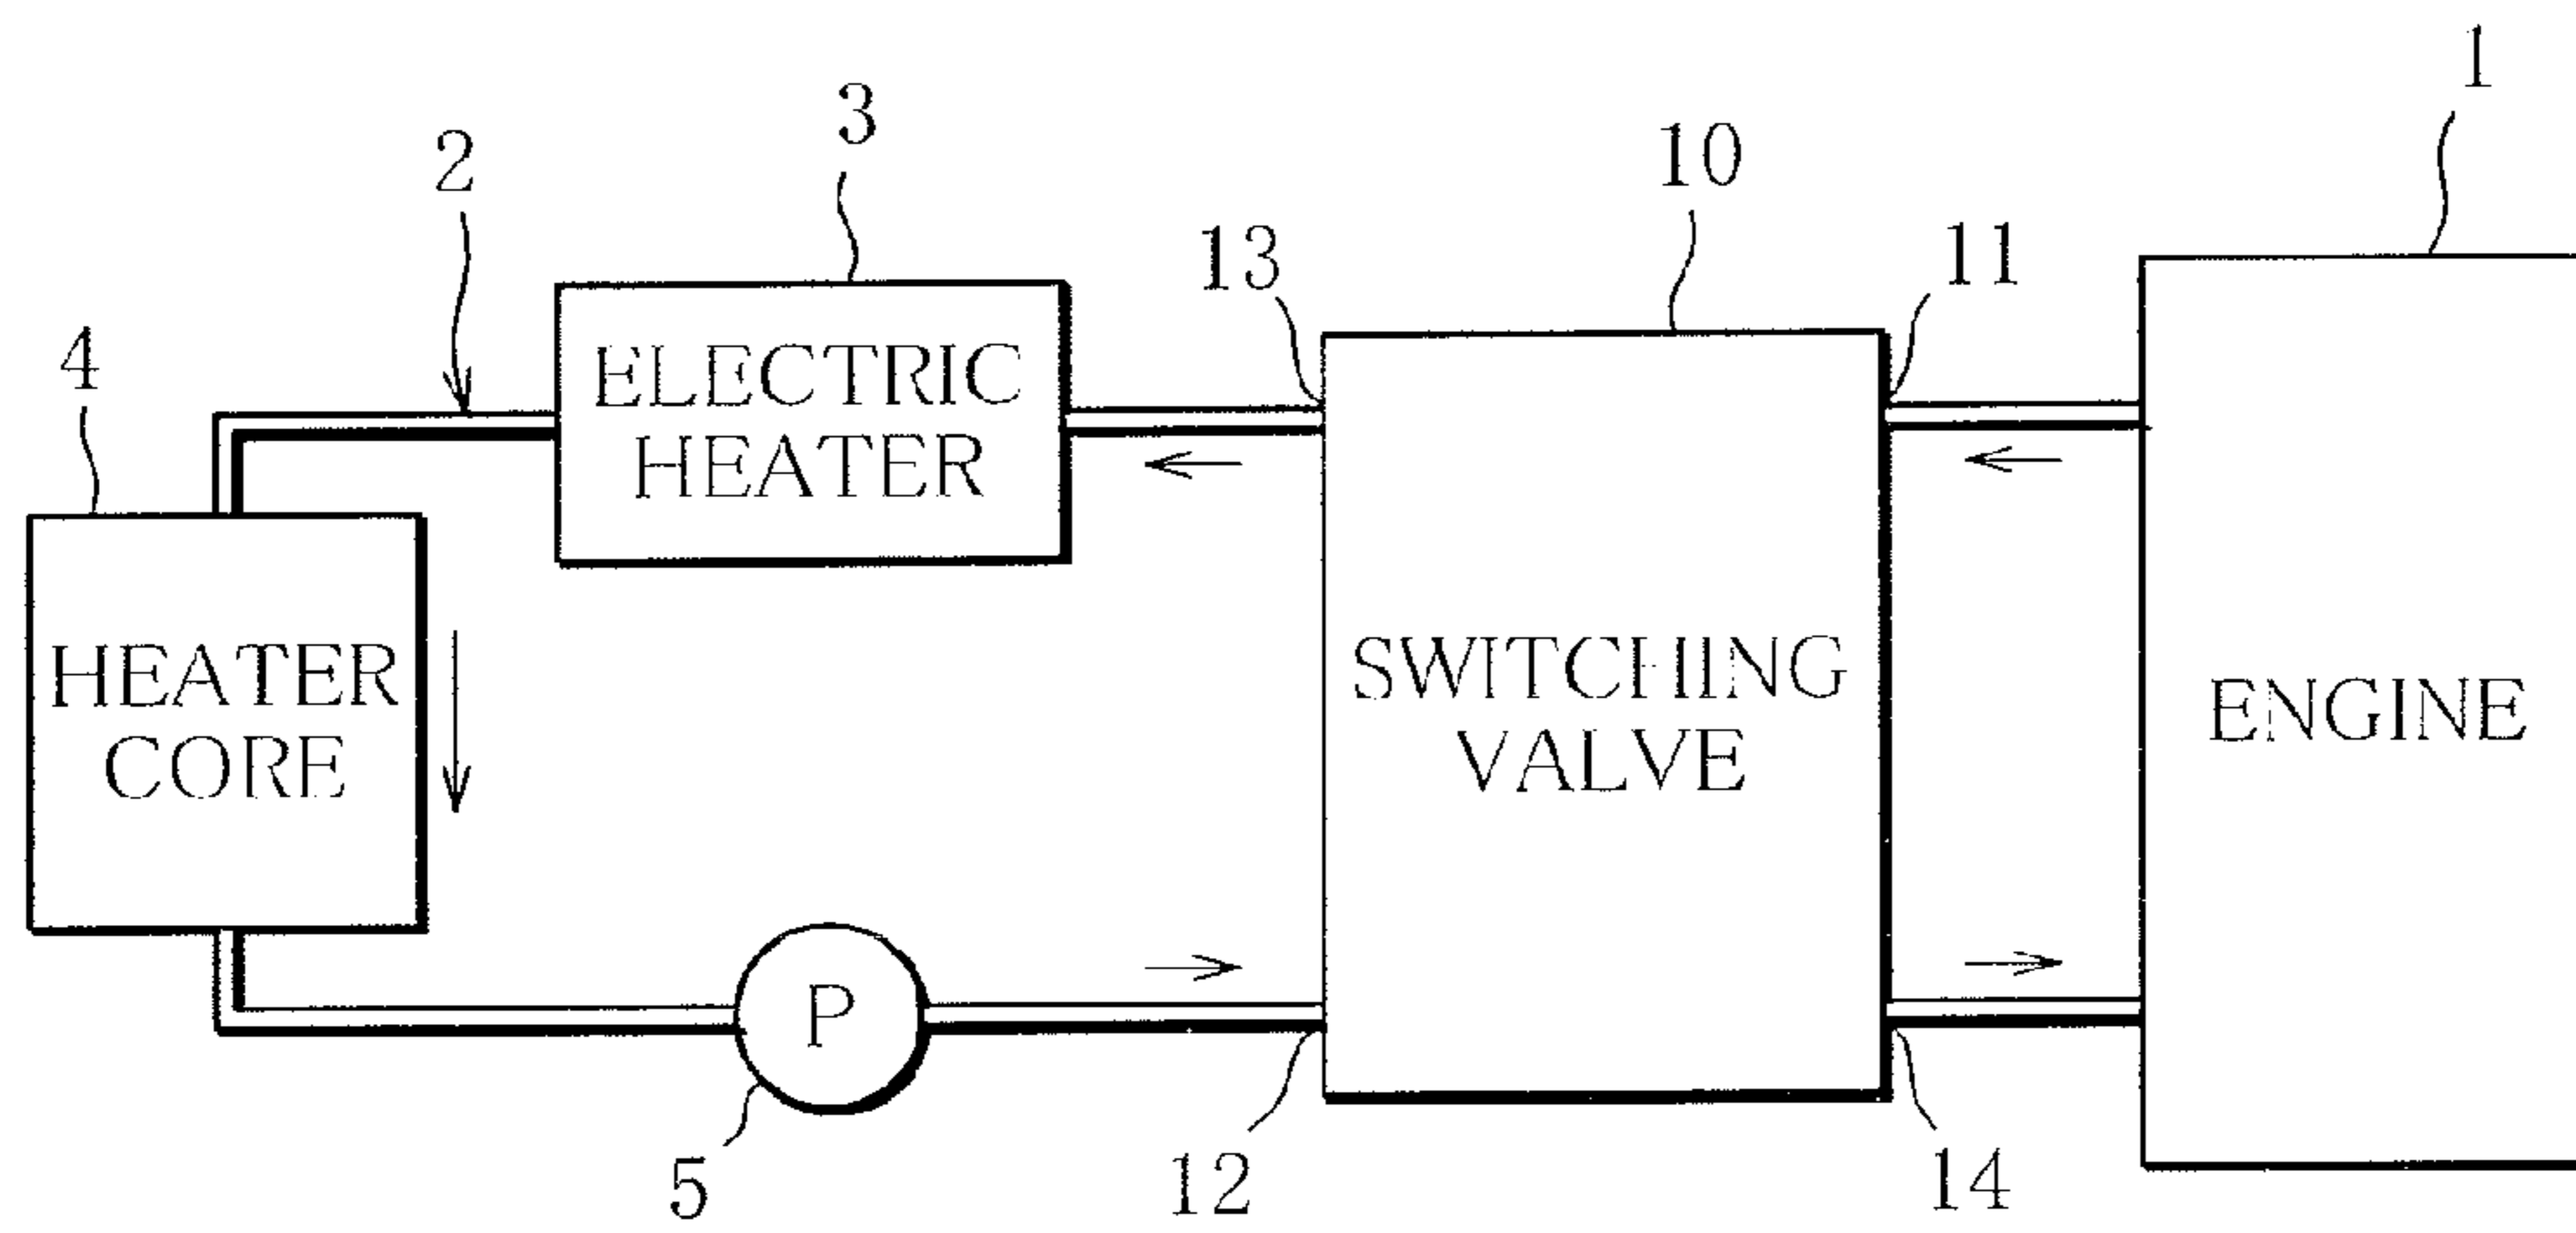 1
3
2
10
13
11
4
ELECTRIC
HEATER
HEATER
CORE
SWITCHING
VALVE
ENGINE
P
5
12
14